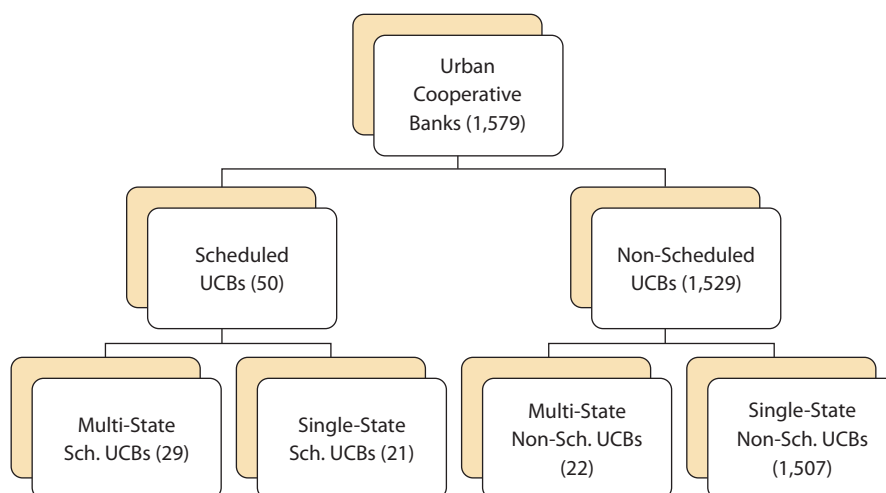 Urban
Cooperative
Banks (1,579)
Scheduled
UCBs (50)
Non-Scheduled
UCBs (1,529)
Multi-State
Sch. UCBs (29)
Single-State
Sch. UCBs (21)
Multi-State
Non-Sch. UCBs
(22)
Single-State
Non-Sch. UCBs
(1,507)